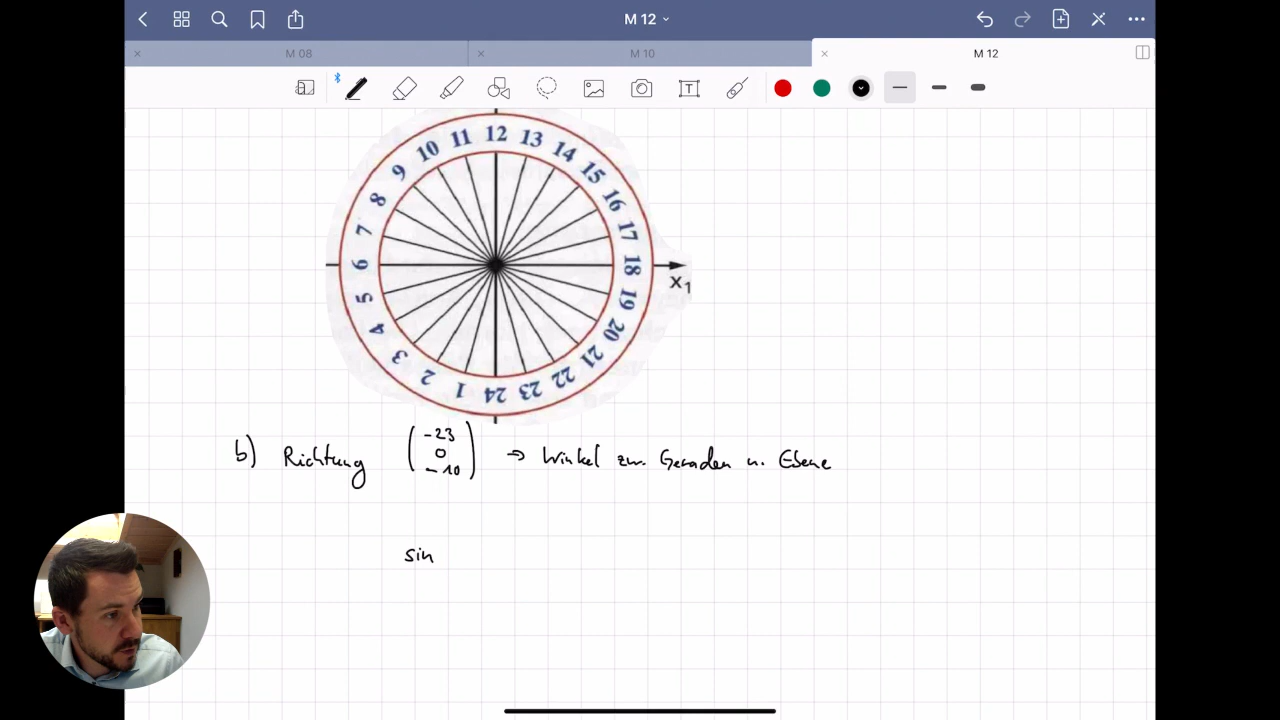 M 12
M 08
M 10
M 12
T
12
11 13
10 14
9 15
8 16
7 17
6 18
x₁
5 19
4 20
3 21
2 22
1 24 23
b) Richtung (-23 0 -10) → Winkel zw. Geraden u. Ebene
sin